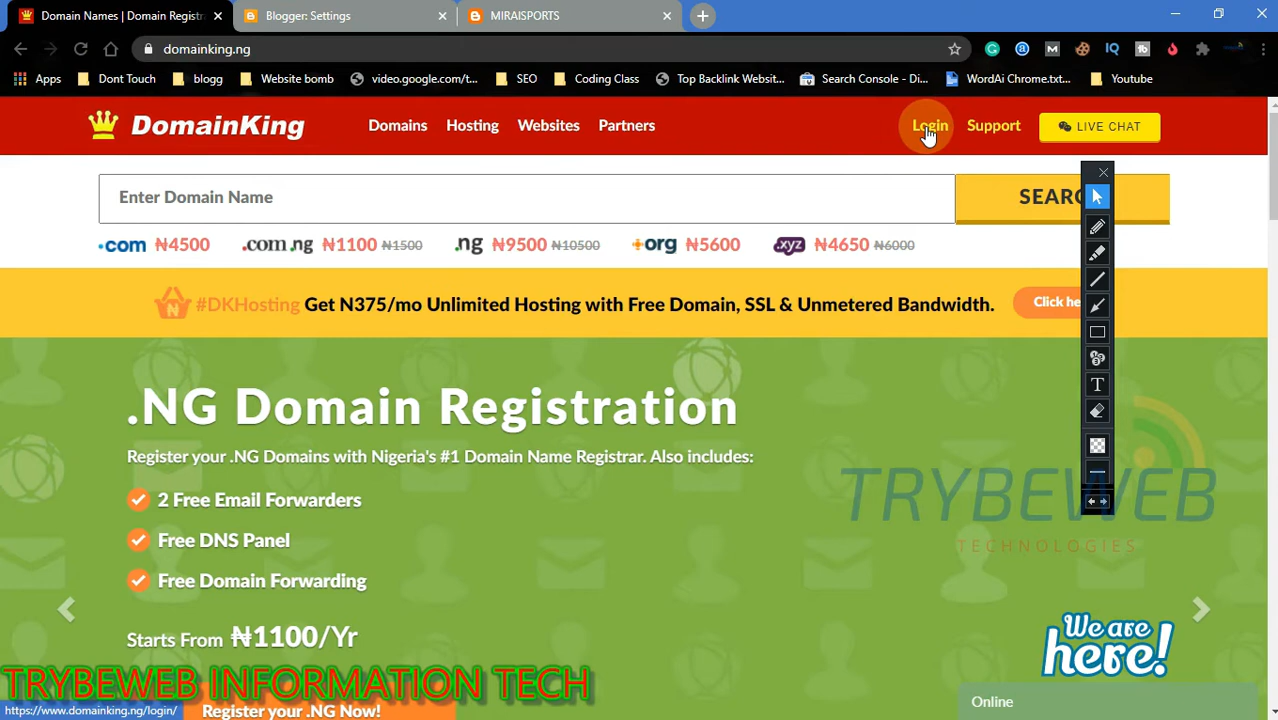 Domain Names | Domain Registr
Blogger: Settings
MIRAISPORTS
domainking.ng
Apps
Dont Touch
blogg
Website bomb
video.google.com/t...
SEO
Coding Class
Top Backlink Websit...
Search Console - Di...
WordAi Chrome.txt...
Youtube
DomainKing
Domains
Hosting
Websites
Partners
Login
Support
LIVE CHAT
Enter Domain Name
SEARC
.com ₦4500
.com.ng ₦1100 ₦1500
.ng ₦9500 ₦10500
org ₦5600
.xyz ₦4650 ₦6000
#DKHosting Get N375/mo Unlimited Hosting with Free Domain, SSL & Unmetered Bandwidth.
Click he
.NG Domain Registration
Register your .NG Domains with Nigeria's #1 Domain Name Registrar. Also includes:
2 Free Email Forwarders
Free DNS Panel
Free Domain Forwarding
Starts From ₦1100/Yr
TRYBEWEB
TECHNOLOGIES
We are
here!
TRYBEWEB INFORMATION TECH
Register your .NG Now!
Online
https://www.domainking.ng/login/